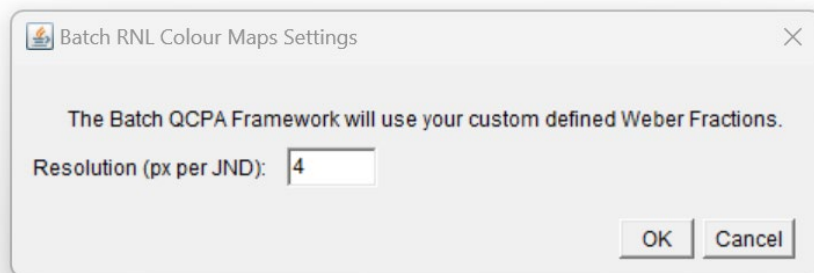 Batch RNL Colour Maps Settings
The Batch QCPA Framework will use your custom defined Weber Fractions.
Resolution (px per JND): 4
OK Cancel